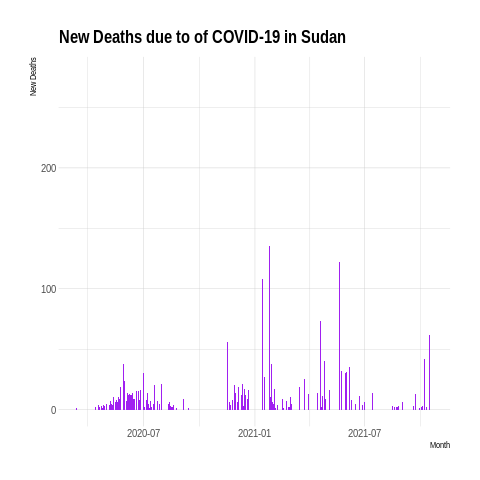 New Deaths due to of COVID-19 in Sudan
New Deaths
200
100
0
2020-07
2021-01
2021-07
Month